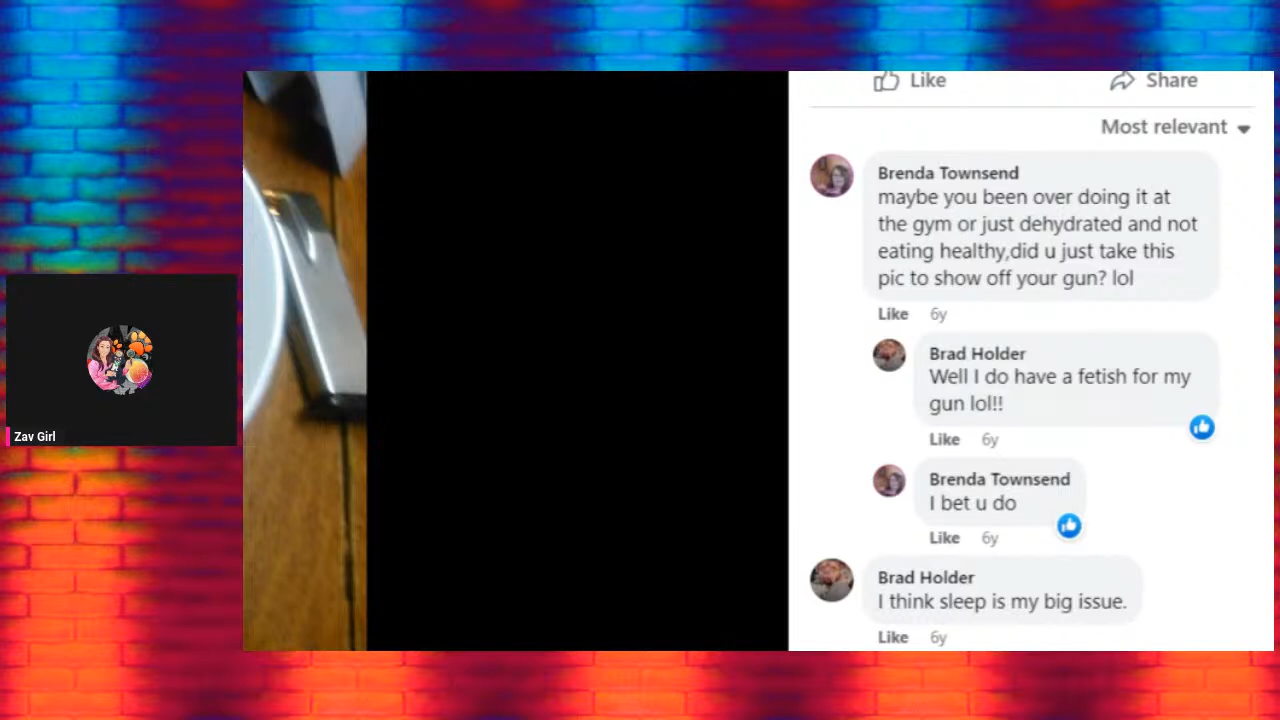 Like
Share
Most relevant
Brenda Townsend
maybe you been over doing it at
the gym or just dehydrated and not
eating healthy,did u just take this
pic to show off your gun? lol
Like 6y
Brad Holder
Well I do have a fetish for my
gun lol!!
Like 6y
Brenda Townsend
I bet u do
Like 6y
Brad Holder
I think sleep is my big issue.
Like 6y
Zav Girl